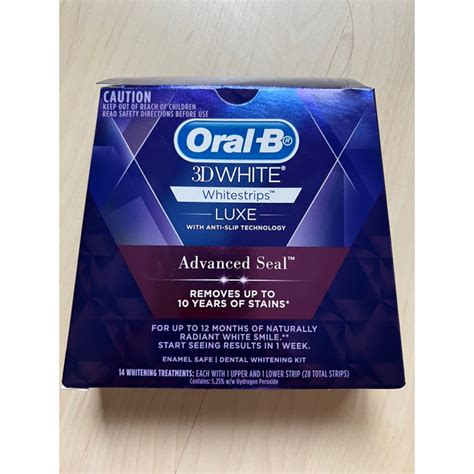 CAUTION
KEEP OUT OF REACH OF CHILDREN
READ SAFETY DIRECTIONS BEFORE USE
Oral-B®
3DWHITE®
Whitestrips™
LUXE
WITH ANTI-SLIP TECHNOLOGY
Advanced Seal™
REMOVES UP TO
10 YEARS OF STAINS*
FOR UP TO 12 MONTHS OF NATURALLY
RADIANT WHITE SMILE.**
START SEEING RESULTS IN 1 WEEK.
ENAMEL SAFE | DENTAL WHITENING KIT
14 WHITENING TREATMENTS: EACH WITH 1 UPPER AND 1 LOWER STRIP (28 TOTAL STRIPS)
Contains: 5.25% w/w Hydrogen Peroxide